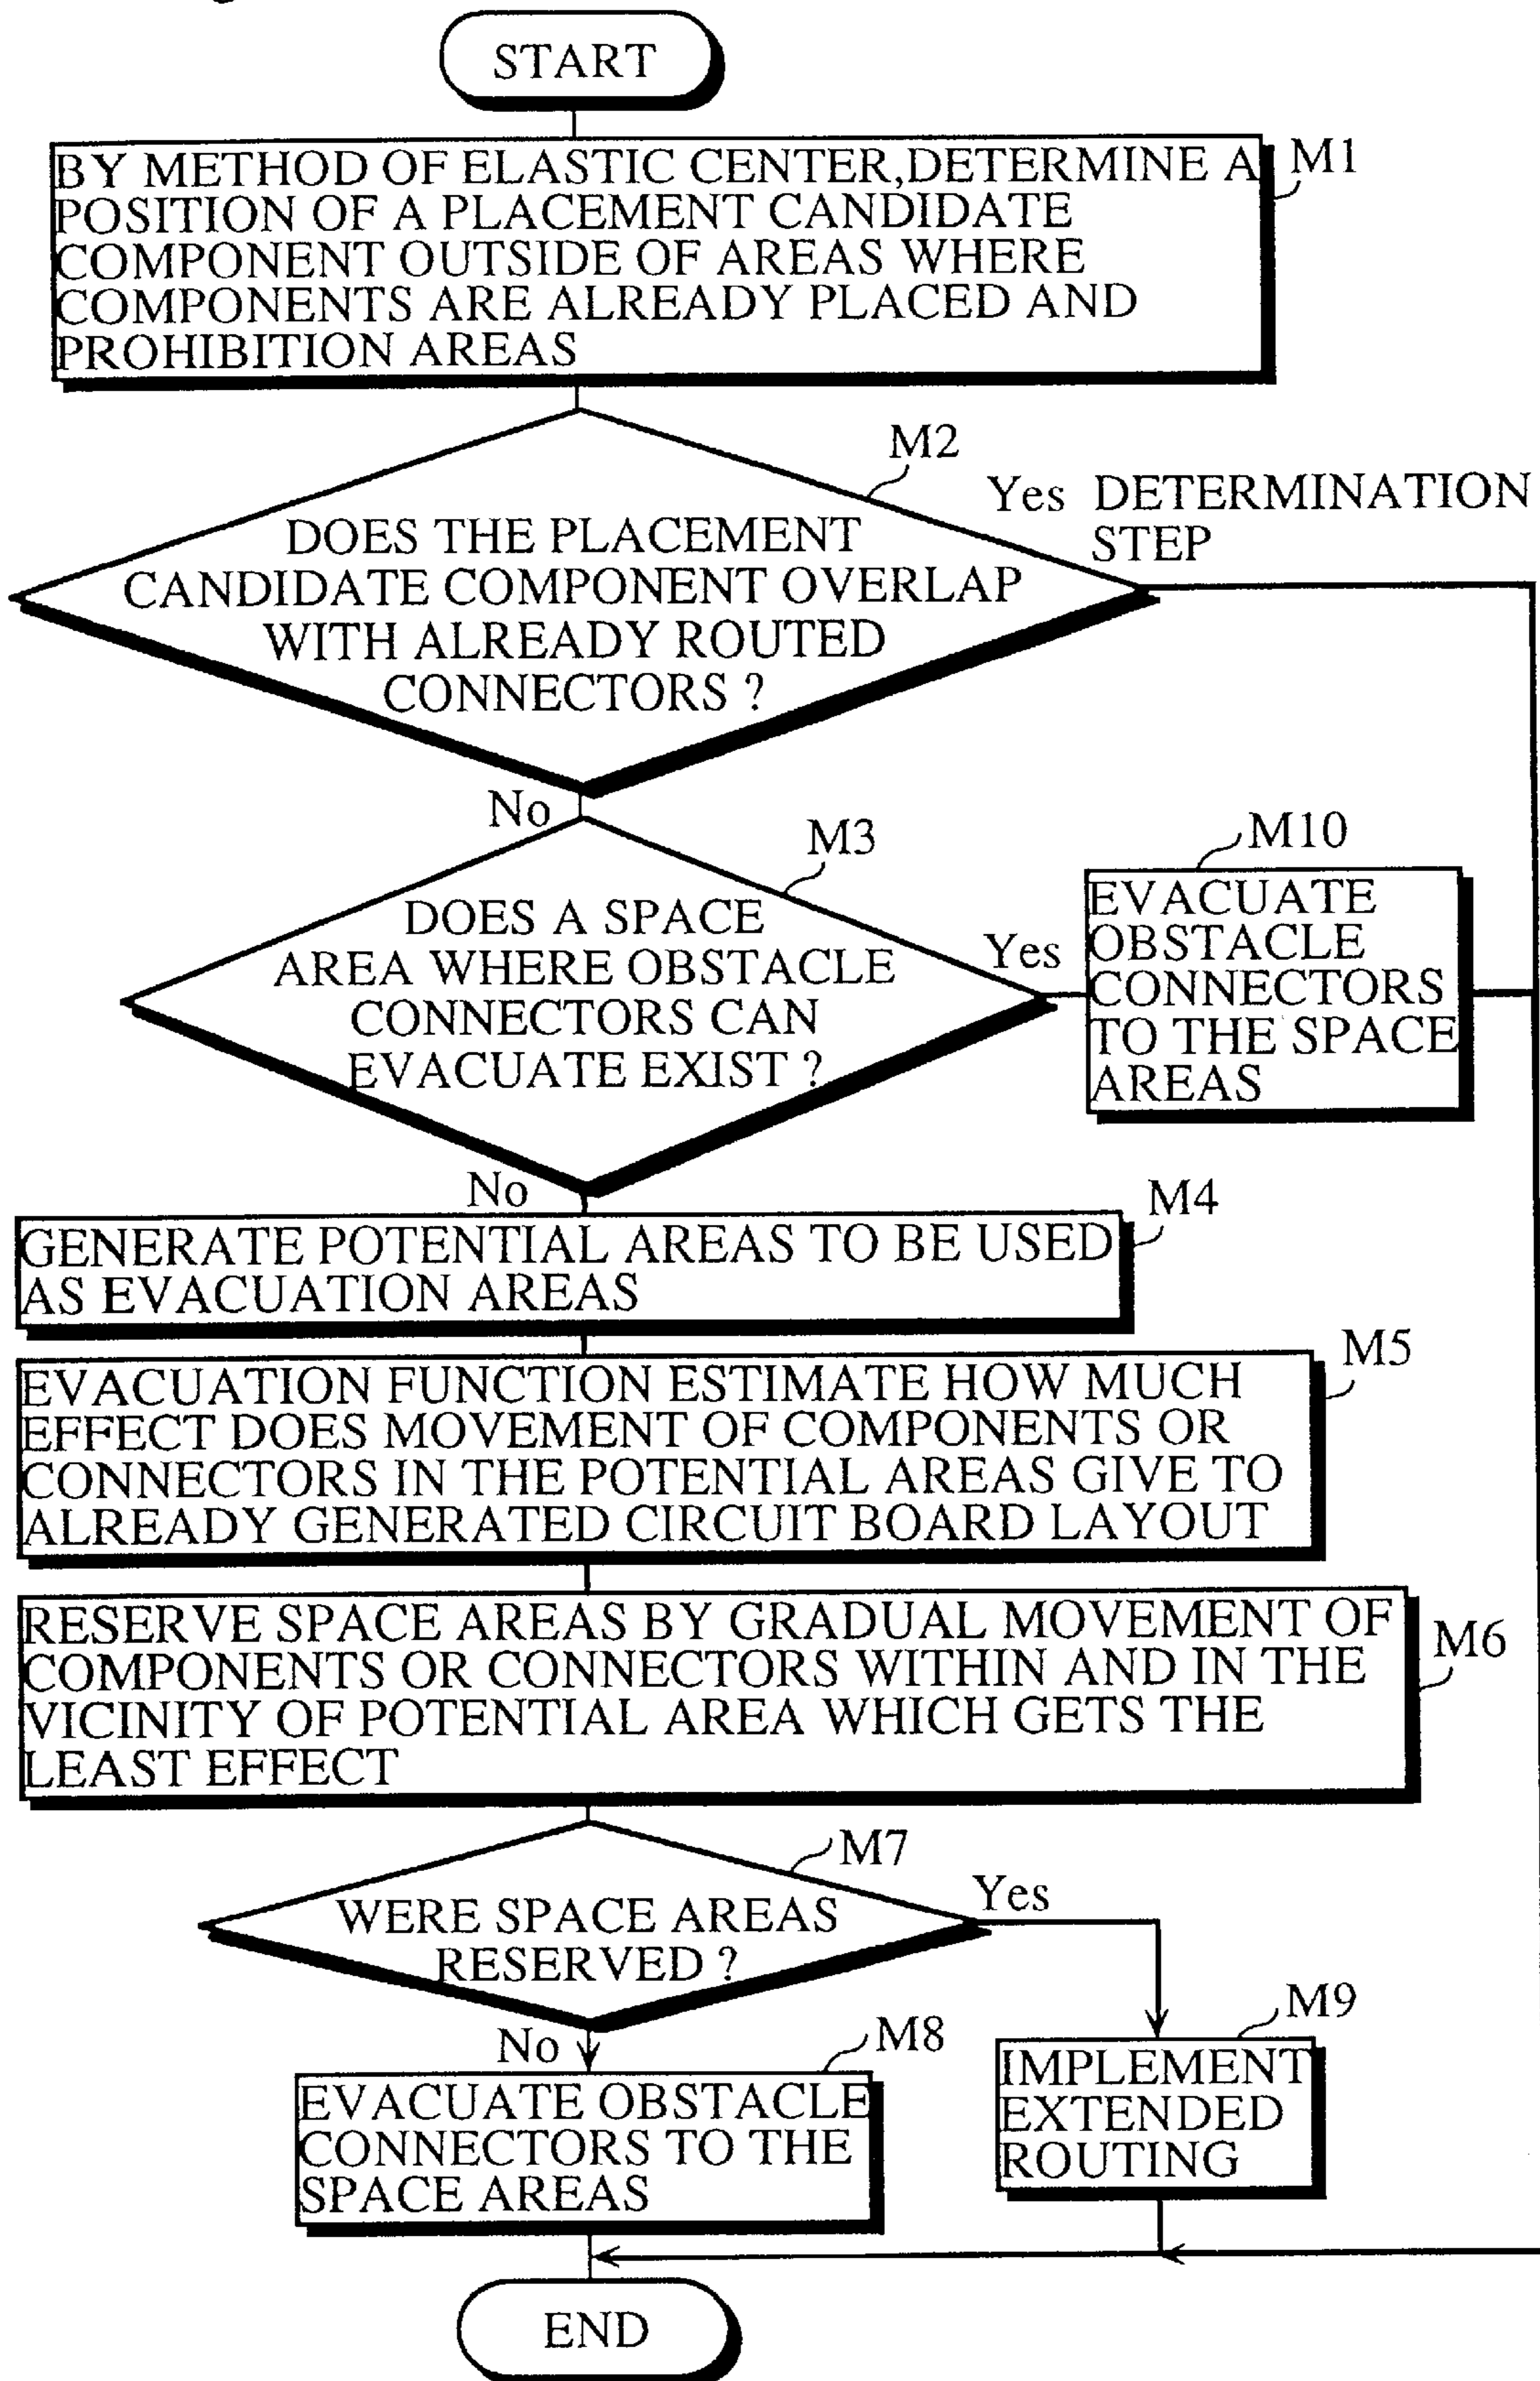 START
BY METHOD OF ELASTIC CENTER,DETERMINE A
POSITION OF A PLACEMENT CANDIDATE
COMPONENT OUTSIDE OF AREAS WHERE
COMPONENTS ARE ALREADY PLACED AND
PROHIBITION AREAS
M1
M2
Yes DETERMINATION
STEP
DOES THE PLACEMENT
CANDIDATE COMPONENT OVERLAP
WITH ALREADY ROUTED
CONNECTORS ?
No
M3
DOES A SPACE
AREA WHERE OBSTACLE
CONNECTORS CAN
EVACUATE EXIST ?
Yes
M10
EVACUATE
OBSTACLE
CONNECTORS
TO THE SPACE
AREAS
No
M4
GENERATE POTENTIAL AREAS TO BE USED
AS EVACUATION AREAS
M5
EVACUATION FUNCTION ESTIMATE HOW MUCH
EFFECT DOES MOVEMENT OF COMPONENTS OR
CONNECTORS IN THE POTENTIAL AREAS GIVE TO
ALREADY GENERATED CIRCUIT BOARD LAYOUT
RESERVE SPACE AREAS BY GRADUAL MOVEMENT OF
COMPONENTS OR CONNECTORS WITHIN AND IN THE
VICINITY OF POTENTIAL AREA WHICH GETS THE
LEAST EFFECT
M6
M7
WERE SPACE AREAS
RESERVED ?
Yes
No
M8
EVACUATE OBSTACLE
CONNECTORS TO THE
SPACE AREAS
M9
IMPLEMENT
EXTENDED
ROUTING
END